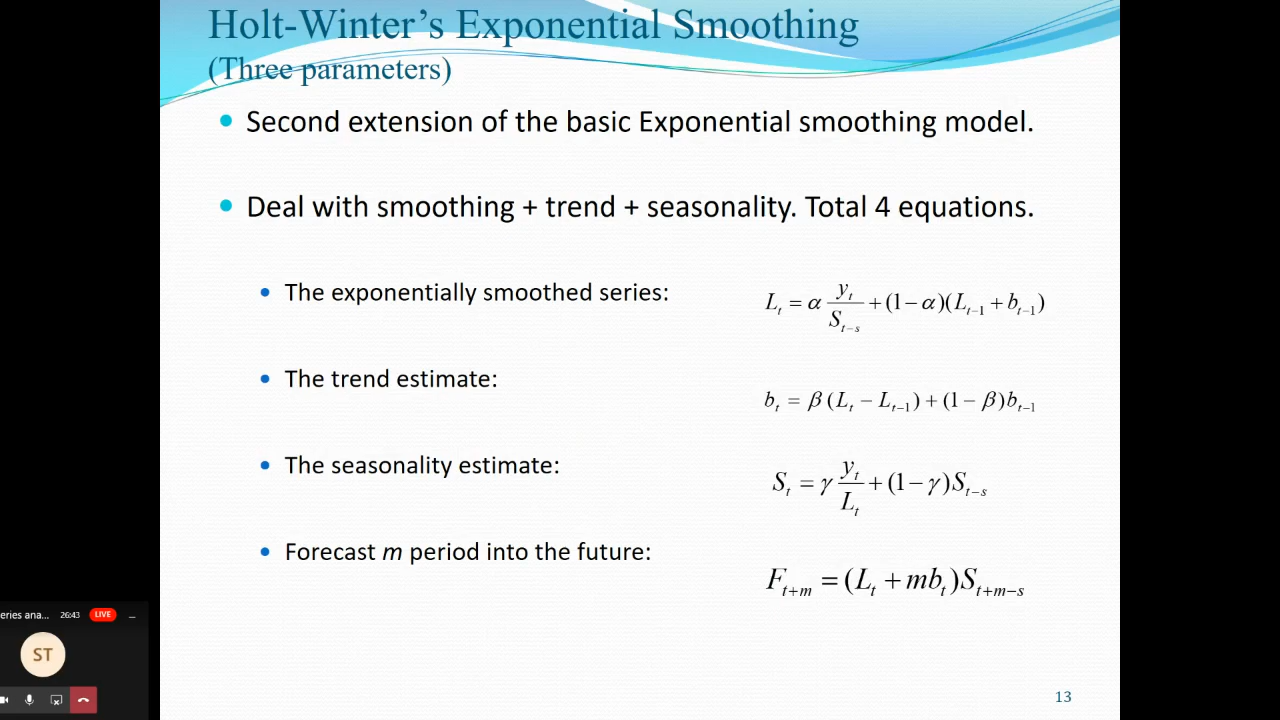 Holt-Winter’s Exponential Smoothing
(Three parameters)
• Second extension of the basic Exponential smoothing model.
• Deal with smoothing + trend + seasonality. Total 4 equations.
• The exponentially smoothed series: L_t = α y_t / S_{t−s} + (1 − α)(L_{t−1} + b_{t−1})
• The trend estimate: b_t = β (L_t − L_{t−1}) + (1 − β)b_{t−1}
• The seasonality estimate: S_t = γ y_t / L_t + (1 − γ)S_{t−s}
• Forecast m period into the future: F_{t+m} = (L_t + mb_t)S_{t+m−s}
eries ana... 26:43 LIVE
ST
13